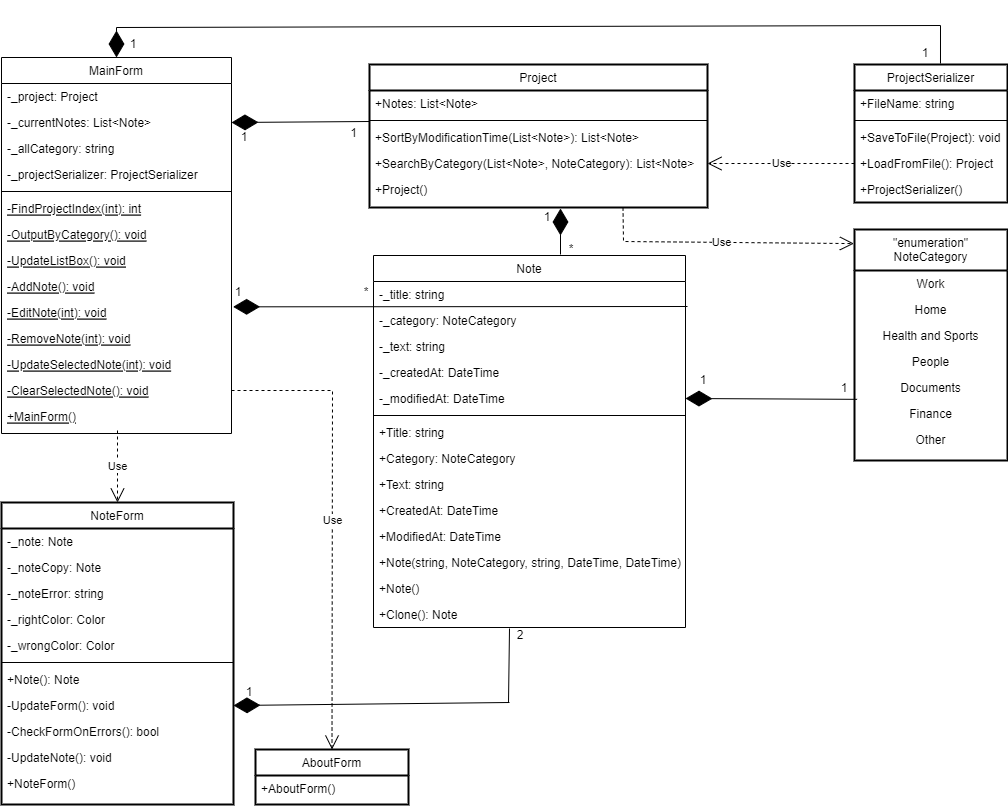 1
1
MainForm
-_project: Project
-_currentNotes: List<Note>
-_allCategory: string
-_projectSerializer: ProjectSerializer
-FindProjectIndex(int): int
-OutputByCategory(): void
-UpdateListBox(): void
-AddNote(): void
-EditNote(int): void
-RemoveNote(int): void
-UpdateSelectedNote(int): void
-ClearSelectedNote(): void
+MainForm()
1
1
Project
+Notes: List<Note>
+SortByModificationTime(List<Note>): List<Note>
+SearchByCategory(List<Note>, NoteCategory): List<Note>
+Project()
Use
ProjectSerializer
+FileName: string
+SaveToFile(Project): void
+LoadFromFile(): Project
+ProjectSerializer()
1
*
Use
"enumeration"
NoteCategory
Work
Home
Health and Sports
People
Documents
Finance
Other
1
*
Note
-_title: string
-_category: NoteCategory
-_text: string
-_createdAt: DateTime
-_modifiedAt: DateTime
+Title: string
+Category: NoteCategory
+Text: string
+CreatedAt: DateTime
+ModifiedAt: DateTime
+Note(string, NoteCategory, string, DateTime, DateTime)
+Note()
+Clone(): Note
1
1
Use
Use
NoteForm
-_note: Note
-_noteCopy: Note
-_noteError: string
-_rightColor: Color
-_wrongColor: Color
+Note(): Note
-UpdateForm(): void
-CheckFormOnErrors(): bool
-UpdateNote(): void
+NoteForm()
1
2
AboutForm
+AboutForm()